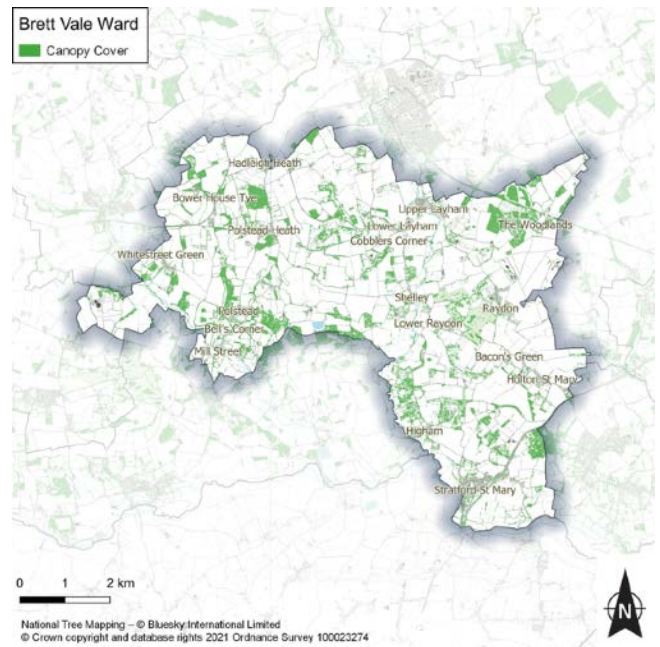 Brett Vale Ward
Canopy Cover
Hadleigh Heath
Bower House Tye
Upper Layham
The Woodlands
Polstead Heath
Lower Layham
Cobblers Corner
Whitestreet Green
Shelley
Raydon
Polstead
Lower Raydon
Bell's Corner
Mill Street
Bacon's Green
Holton St Mary
Higham
Stratford St Mary
0 1 2 km
N
National Tree Mapping – © Bluesky International Limited
© Crown copyright and database rights 2021 Ordnance Survey 100023274